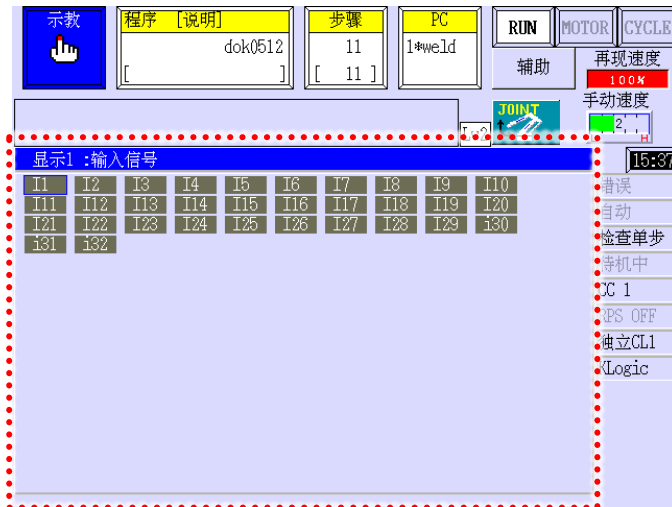 示教
程序 [说明]
步骤
PC
RUN
MOTOR
CYCLE
dok0512
11
1*weld
[ ]
[ 11 ]
辅助
再现速度
100%
手动速度
JOINT
2
H
显示1 :输入信号
15:37
I1 I2 I3 I4 I5 I6 I7 I8 I9 I10
I11 I12 I13 I14 I15 I16 I17 I18 I19 I20
I21 I22 I23 I24 I25 I26 I27 I28 I29 i30
i31 i32
错误
自动
检查单步
待机中
CC 1
RPS OFF
独立CL1
KLogic